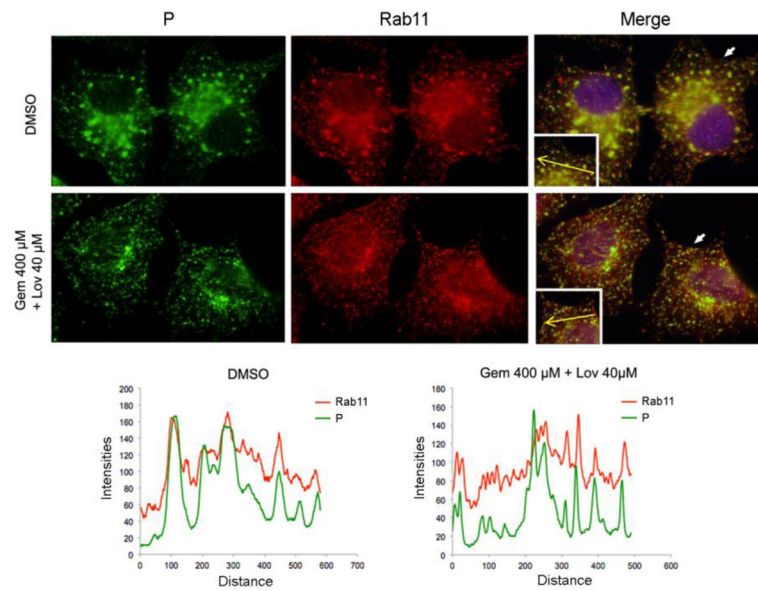 P Rab11 Merge
DMSO
Gem 400 µM
+ Lov 40 µM
DMSO
Rab11
P
Intensities
200
180
160
140
120
100
80
60
40
20
0
0 100 200 300 400 500 600 700
Distance
Gem 400 µM + Lov 40µM
Rab11
P
Intensities
180
160
140
120
100
80
60
40
20
0
0 100 200 300 400 500 600
Distance